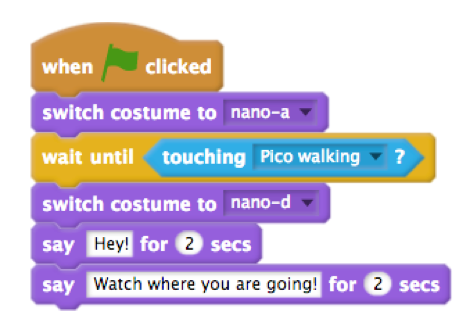 when clicked
switch costume to nano-a
wait until touching Pico walking ?
switch costume to nano-d
say Hey! for 2 secs
say Watch where you are going! for 2 secs